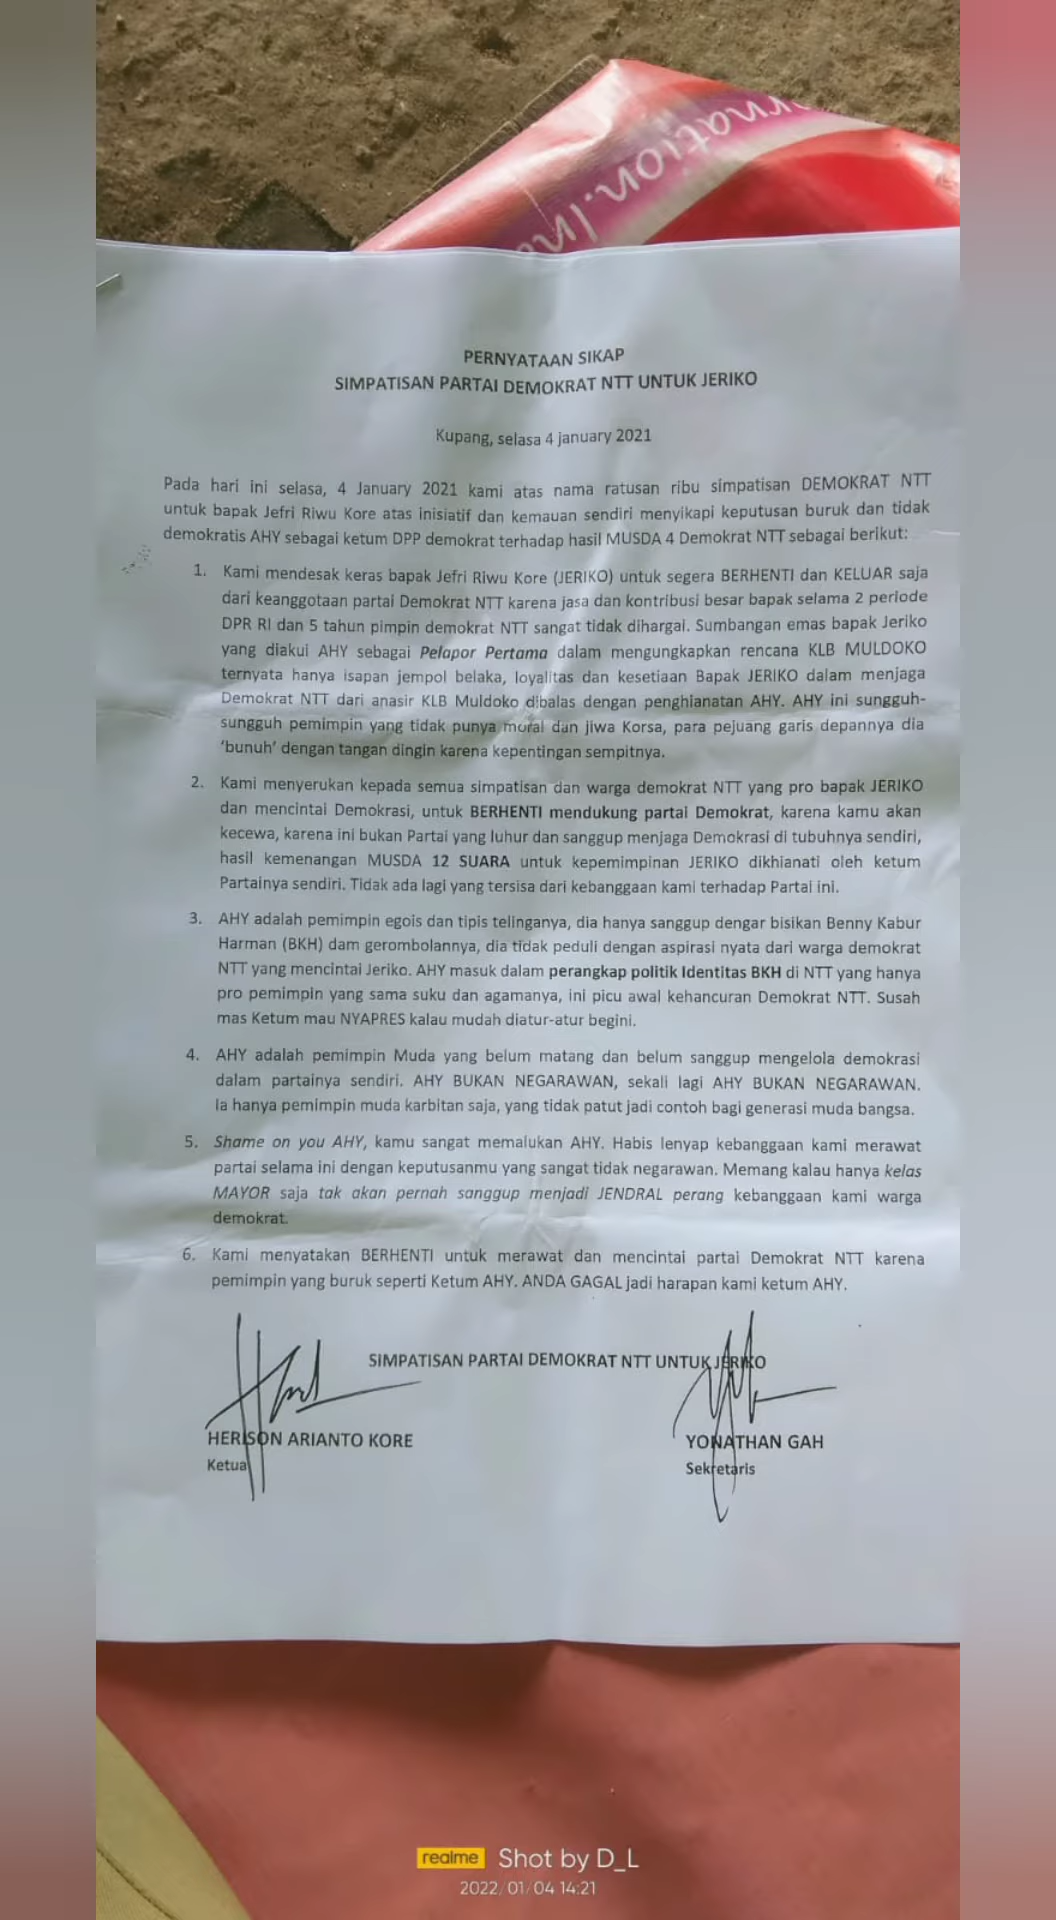 rnation.Inc
PERNYATAAN SIKAP
SIMPATISAN PARTAI DEMOKRAT NTT UNTUK JERIKO
Kupang, selasa 4 january 2021
Pada hari ini selasa, 4 January 2021 kami atas nama ratusan ribu simpatisan DEMOKRAT NTT
untuk bapak Jefri Riwu Kore atas inisiatif dan kemauan sendiri menyikapi keputusan buruk dan tidak
demokratis AHY sebagai ketum DPP demokrat terhadap hasil MUSDA 4 Demokrat NTT sebagai berikut:
1. Kami mendesak keras bapak Jefri Riwu Kore (JERIKO) untuk segera BERHENTI dan KELUAR saja
dari keanggotaan partai Demokrat NTT karena jasa dan kontribusi besar bapak selama 2 periode
DPR RI dan 5 tahun pimpin demokrat NTT sangat tidak dihargai. Sumbangan emas bapak Jeriko
yang diakui AHY sebagai Pelapor Pertama dalam mengungkapkan rencana KLB MULDOKO
ternyata hanya isapan jempol belaka, loyalitas dan kesetiaan Bapak JERIKO dalam menjaga
Demokrat NTT dari anasir KLB Muldoko dibalas dengan penghianatan AHY. AHY ini sungguh-
sungguh pemimpin yang tidak punya moral dan jiwa Korsa, para pejuang garis depannya dia
‘bunuh’ dengan tangan dingin karena kepentingan sempitnya.
2. Kami menyerukan kepada semua simpatisan dan warga demokrat NTT yang pro bapak JERIKO
dan mencintai Demokrasi, untuk BERHENTI mendukung partai Demokrat, karena kamu akan
kecewa, karena ini bukan Partai yang luhur dan sanggup menjaga Demokrasi di tubuhnya sendiri,
hasil kemenangan MUSDA 12 SUARA untuk kepemimpinan JERIKO dikhianati oleh ketum
Partainya sendiri. Tidak ada lagi yang tersisa dari kebanggaan kami terhadap Partai ini.
3. AHY adalah pemimpin egois dan tipis telinganya, dia hanya sanggup dengar bisikan Benny Kabur
Harman (BKH) dam gerombolannya, dia tidak peduli dengan aspirasi nyata dari warga demokrat
NTT yang mencintai Jeriko. AHY masuk dalam perangkap politik Identitas BKH di NTT yang hanya
pro pemimpin yang sama suku dan agamanya, ini picu awal kehancuran Demokrat NTT. Susah
mas Ketum mau NYAPRES kalau mudah diatur-atur begini.
4. AHY adalah pemimpin Muda yang belum matang dan belum sanggup mengelola demokrasi
dalam partainya sendiri. AHY BUKAN NEGARAWAN, sekali lagi AHY BUKAN NEGARAWAN.
Ia hanya pemimpin muda karbitan saja, yang tidak patut jadi contoh bagi generasi muda bangsa.
5. Shame on you AHY, kamu sangat memalukan AHY. Habis lenyap kebanggaan kami merawat
partai selama ini dengan keputusanmu yang sangat tidak negarawan. Memang kalau hanya kelas
MAYOR saja tak akan pernah sanggup menjadi JENDRAL perang kebanggaan kami warga
demokrat.
6. Kami menyatakan BERHENTI untuk merawat dan mencintai partai Demokrat NTT karena
pemimpin yang buruk seperti Ketum AHY. ANDA GAGAL jadi harapan kami ketum AHY.
SIMPATISAN PARTAI DEMOKRAT NTT UNTUK JERIKO
HERISON ARIANTO KORE YONATHAN GAH
Ketua Sekretaris
realme Shot by D_L
2022/01/04 14:21